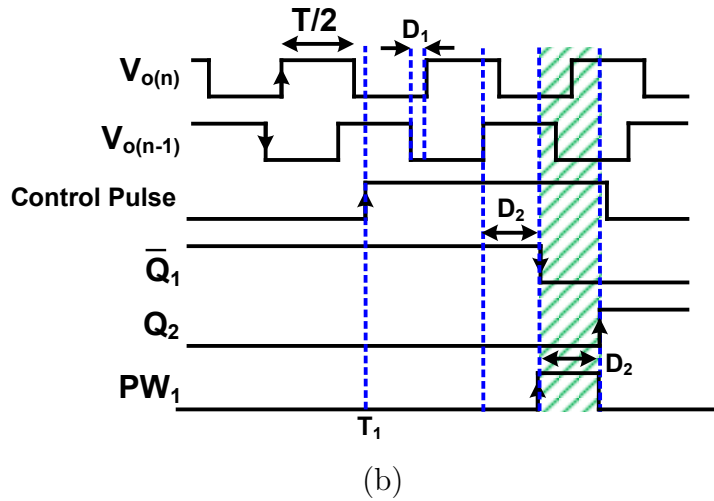 T/2
D₁
Vₒ₍ₙ₎
Vₒ₍ₙ₋₁₎
Control Pulse
D₂
Q̅₁
Q₂
D₂
PW₁
T₁
(b)